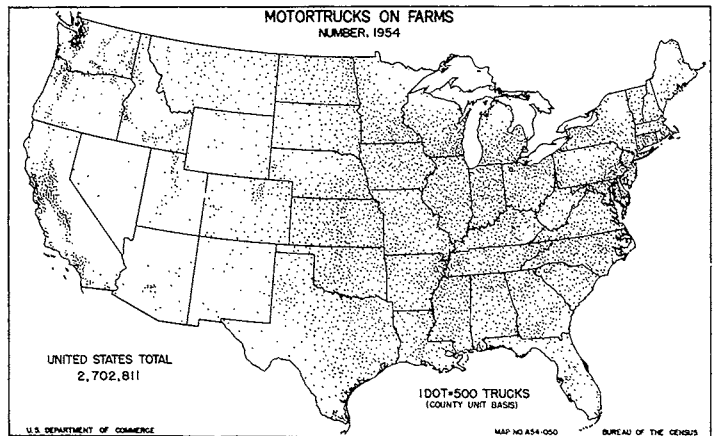 MOTORTRUCKS ON FARMS
NUMBER, 1954
UNITED STATES TOTAL
2,702,811
1 DOT=500 TRUCKS
(COUNTY UNIT BASIS)
U. S. DEPARTMENT OF COMMERCE
MAP NO A54-050
BUREAU OF THE CENSUS